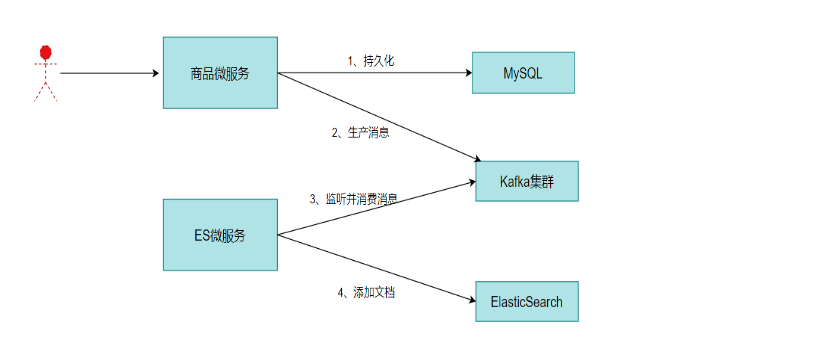 商品微服务
1、持久化
MySQL
2、生产消息
Kafka集群
3、监听并消费消息
ES微服务
4、添加文档
ElasticSearch